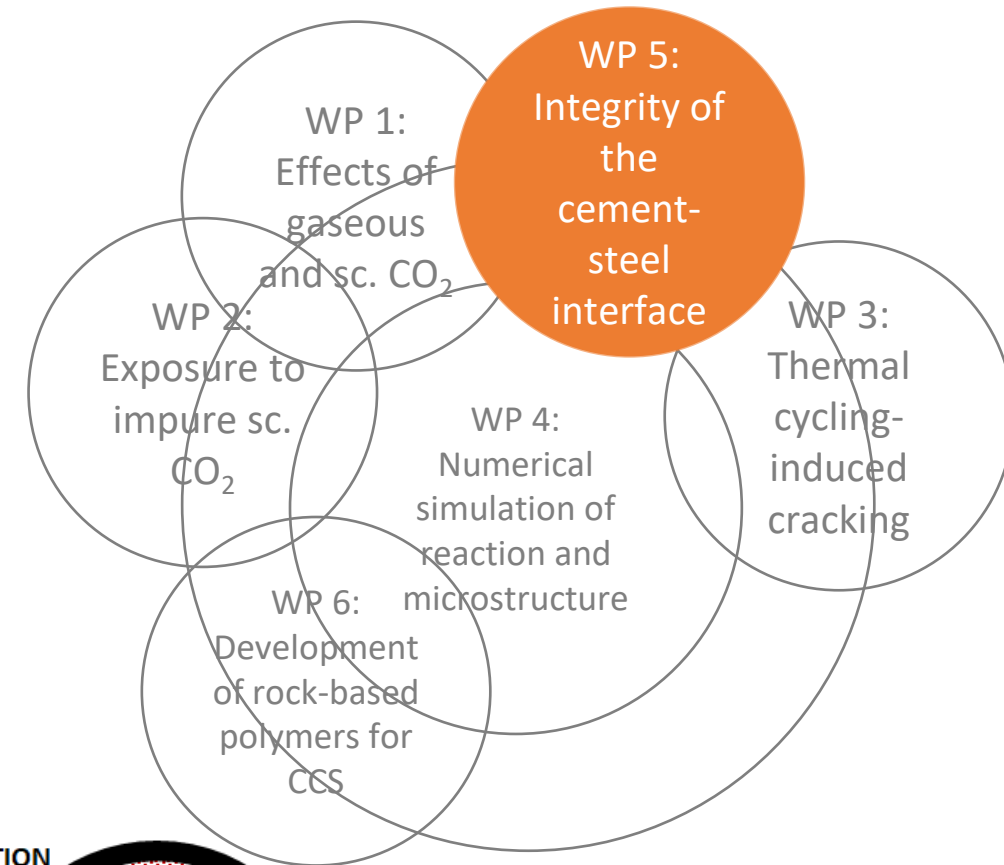 WP 5:
Integrity of
the
cement-
steel
interface
WP 1:
Effects of
gaseous
and sc. CO₂
WP 2:
Exposure to
impure sc.
CO₂
WP 3:
Thermal
cycling-
induced
cracking
WP 4:
Numerical
simulation of
reaction and
microstructure
WP 6:
Development
of rock-based
polymers for
CCS